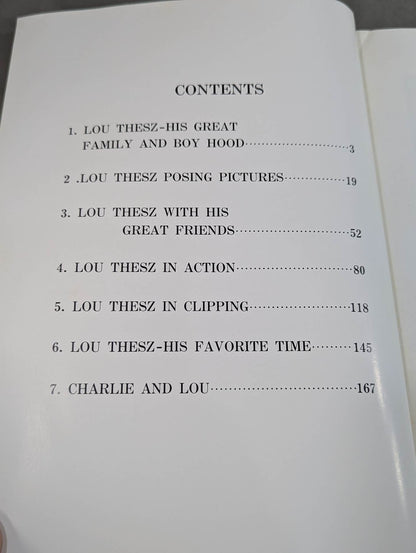 CONTENTS
1. LOU THESZ-HIS GREAT
FAMILY AND BOY HOOD·······················3
2 .LOU THESZ POSING PICTURES·············19
3. LOU THESZ WITH HIS
GREAT FRIENDS·························52
4. LOU THESZ IN ACTION·························80
5. LOU THESZ IN CLIPPING······················118
6. LOU THESZ-HIS FAVORITE TIME·········145
7. CHARLIE AND LOU································167